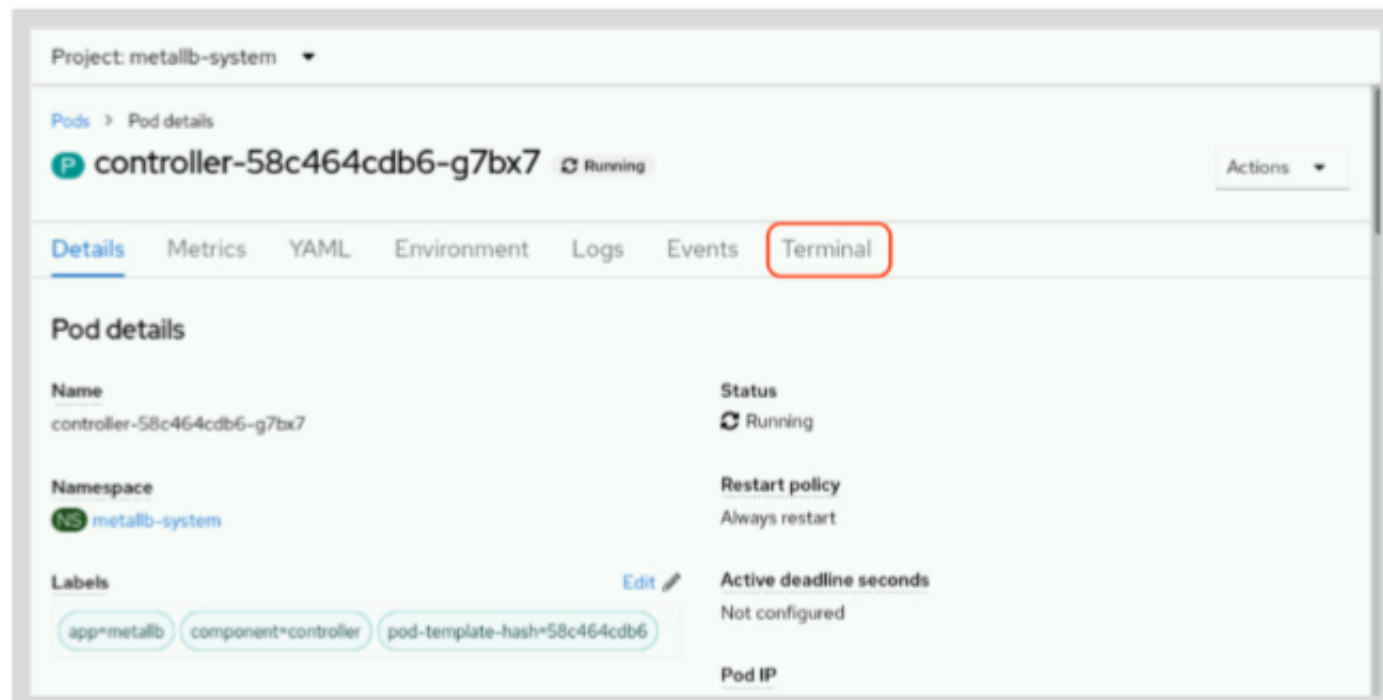 Project: metallb-system
Pods > Pod details
P controller-58c464cdb6-g7bx7 Running
Actions
Details Metrics YAML Environment Logs Events Terminal
Pod details
Name
controller-58c464cdb6-g7bx7
Status
Running
Namespace
NS metallb-system
Restart policy
Always restart
Labels
Edit
app=metallb component=controller pod-template-hash=58c464cdb6
Active deadline seconds
Not configured
Pod IP